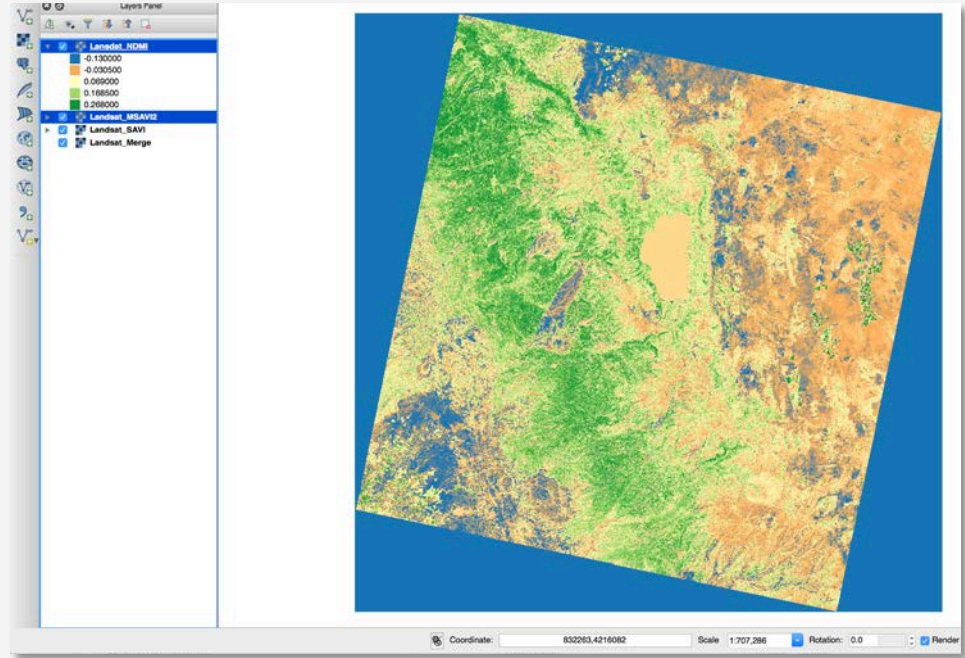 Layers Panel
Lansdat_NDMI
-0.130000
-0.030500
0.069000
0.168500
0.268000
Landsat_MSAVI2
Landsat_SAVI
Landsat_Merge
Coordinate: 832263,4216082 Scale 1:707,286 Rotation: 0.0 Render